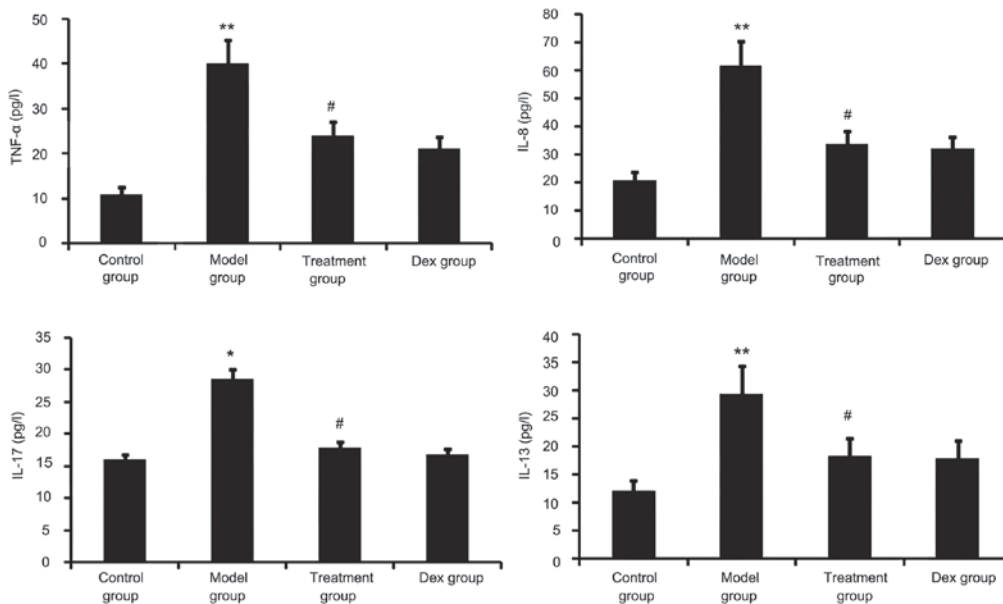 TNF-α (pg/l)
50
40
30
20
10
0
**
#
Control group
Model group
Treatment group
Dex group
IL-8 (pg/l)
80
70
60
50
40
30
20
10
0
**
#
Control group
Model group
Treatment group
Dex group
IL-17 (pg/l)
35
30
25
20
15
10
5
0
*
#
Control group
Model group
Treatment group
Dex group
IL-13 (pg/l)
40
35
30
25
20
15
10
5
0
**
#
Control group
Model group
Treatment group
Dex group